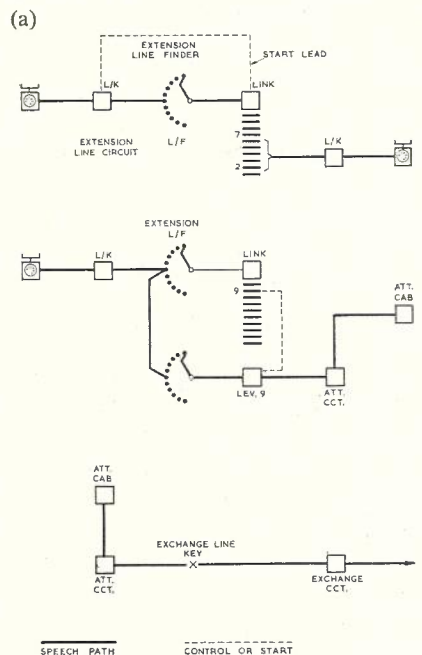 (a)
EXTENSION
LINE FINDER
START LEAD
L/K
LINK
7
EXTENSION
LINE CIRCUIT
L/F
2
L/K
EXTENSION
L/F
L/K
LINK
9
ATT.
CAB
LEV. 9
ATT.
CCT.
ATT.
CAB
EXCHANGE LINE
KEY
ATT.
CCT.
EXCHANGE
CCT.
SPEECH PATH
CONTROL OR START